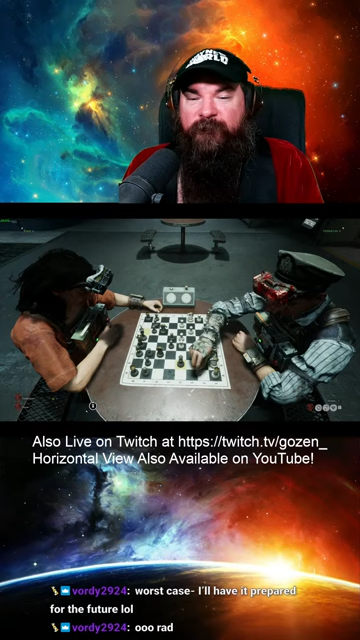 WORLD
Also Live on Twitch at https://twitch.tv/gozen_
Horizontal View Also Available on YouTube!
vordy2924: worst case- I'll have it prepared
for the future lol
vordy2924: ooo rad